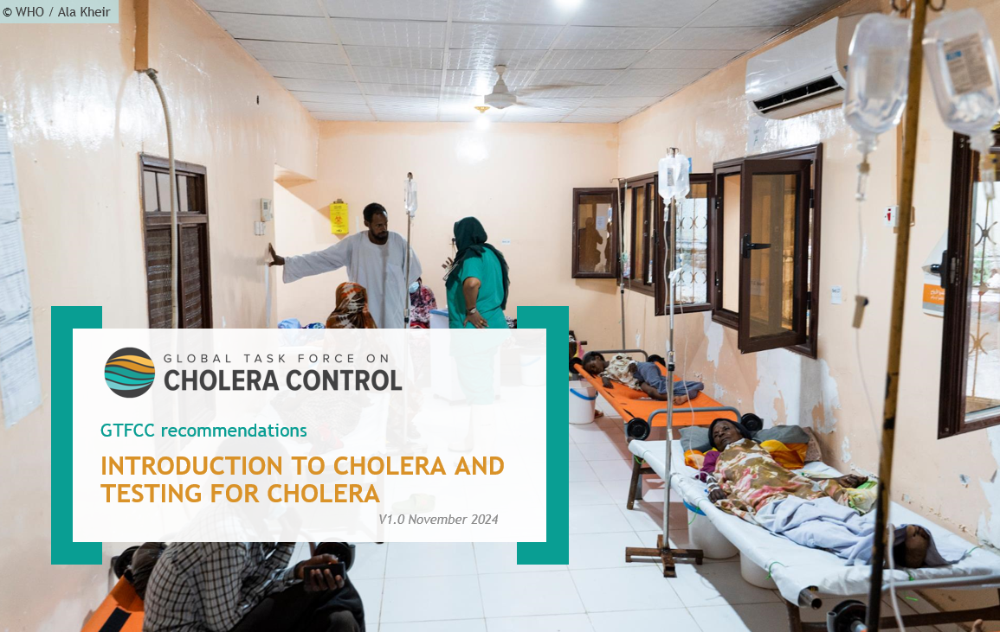 © WHO / Ala Kheir
GLOBAL TASK FORCE ON
CHOLERA CONTROL
GTFCC recommendations
INTRODUCTION TO CHOLERA AND
TESTING FOR CHOLERA
V1.0 November 2024